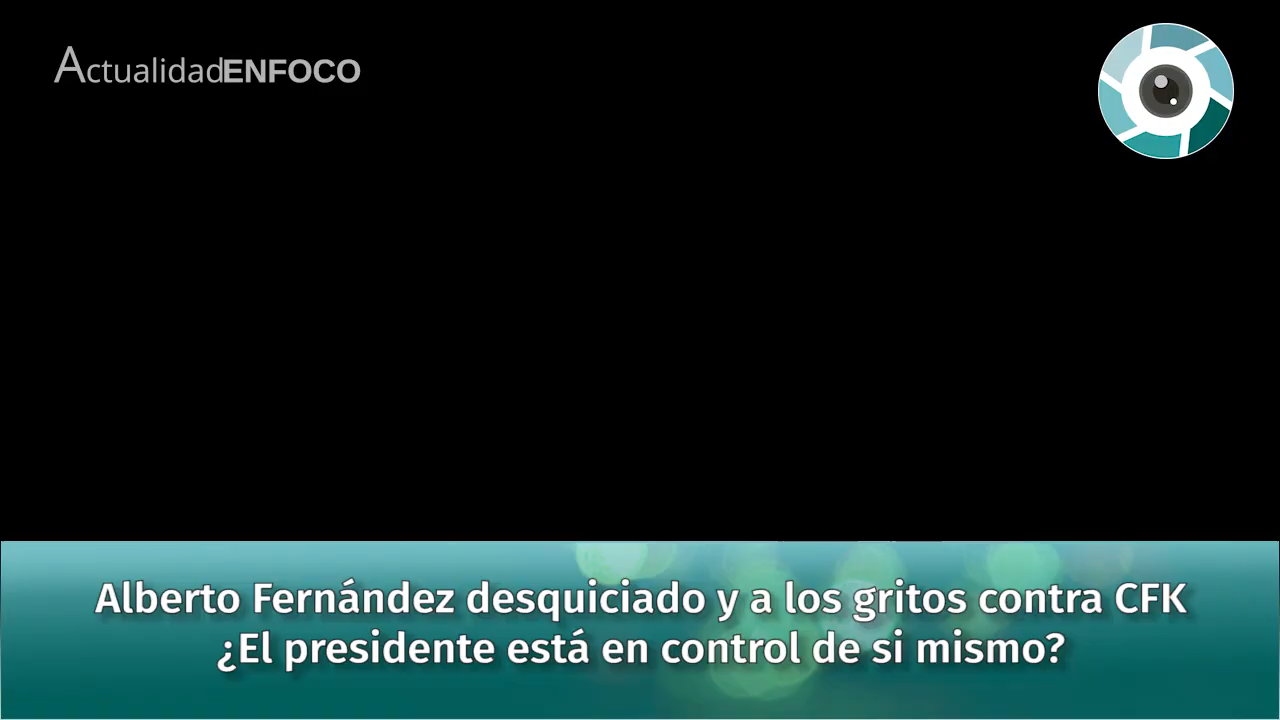 ActualidadENFOCO
Alberto Fernández desquiciado y a los gritos contra CFK
¿El presidente está en control de si mismo?